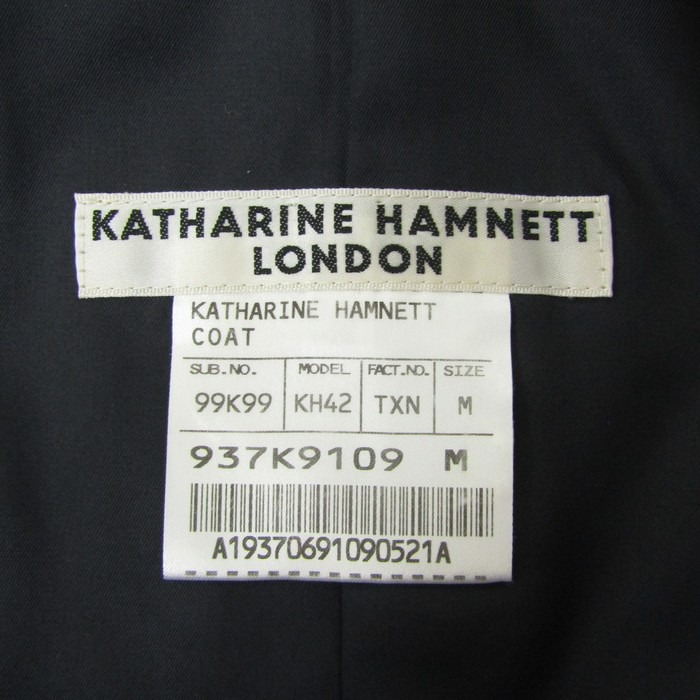 KATHARINE HAMNETT
LONDON
KATHARINE HAMNETT
COAT
SUB.NO. MODEL FACT.NO. SIZE
99K99 KH42 TXN M
937K9109 M
A19370691090521A